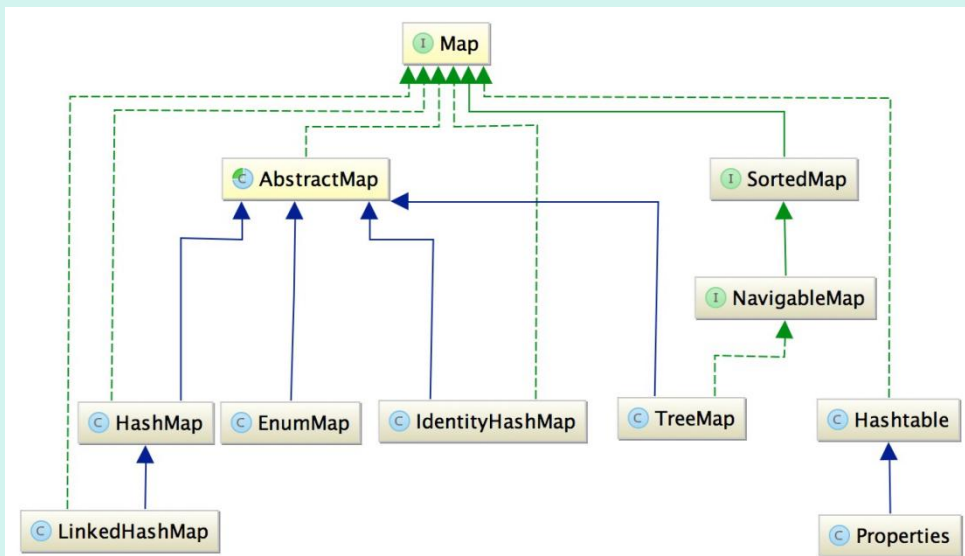 I Map
C AbstractMap
I SortedMap
I NavigableMap
C HashMap
C EnumMap
C IdentityHashMap
C TreeMap
C Hashtable
C LinkedHashMap
C Properties